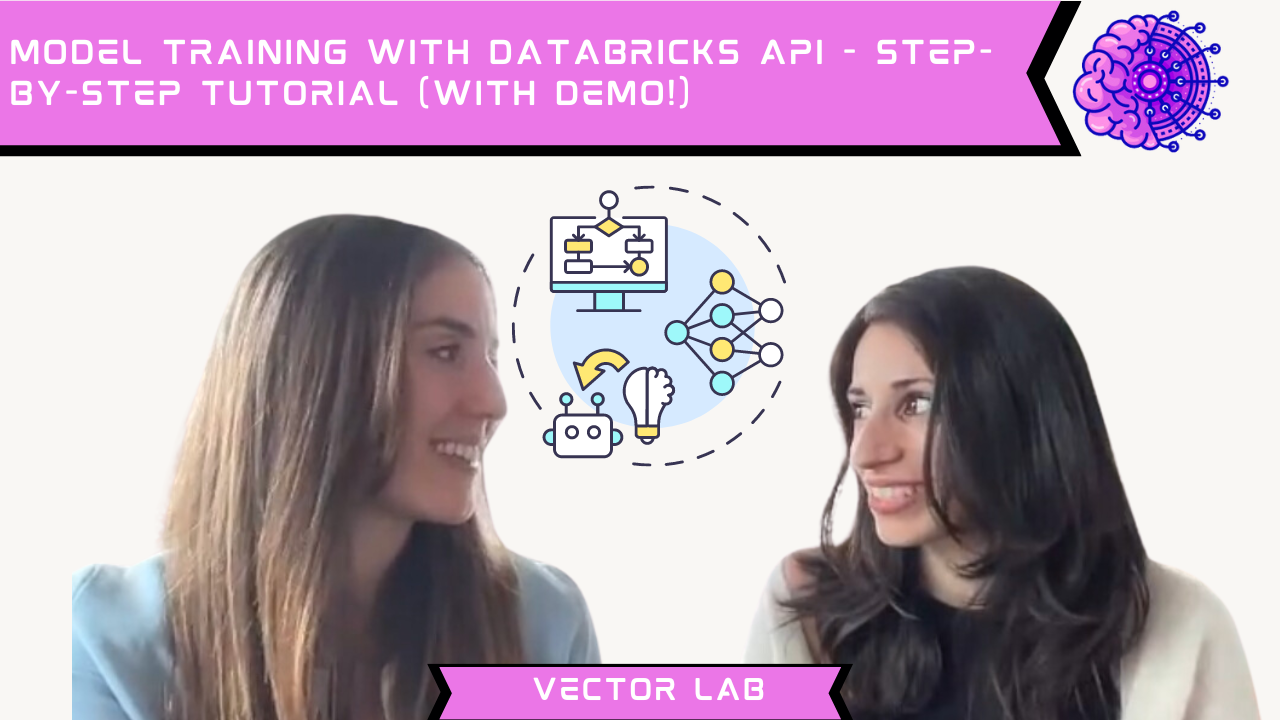 MODEL TRAINING WITH DATABRICKS API - STEP-
BY-STEP TUTORIAL (WITH DEMO!)
VECTOR LAB